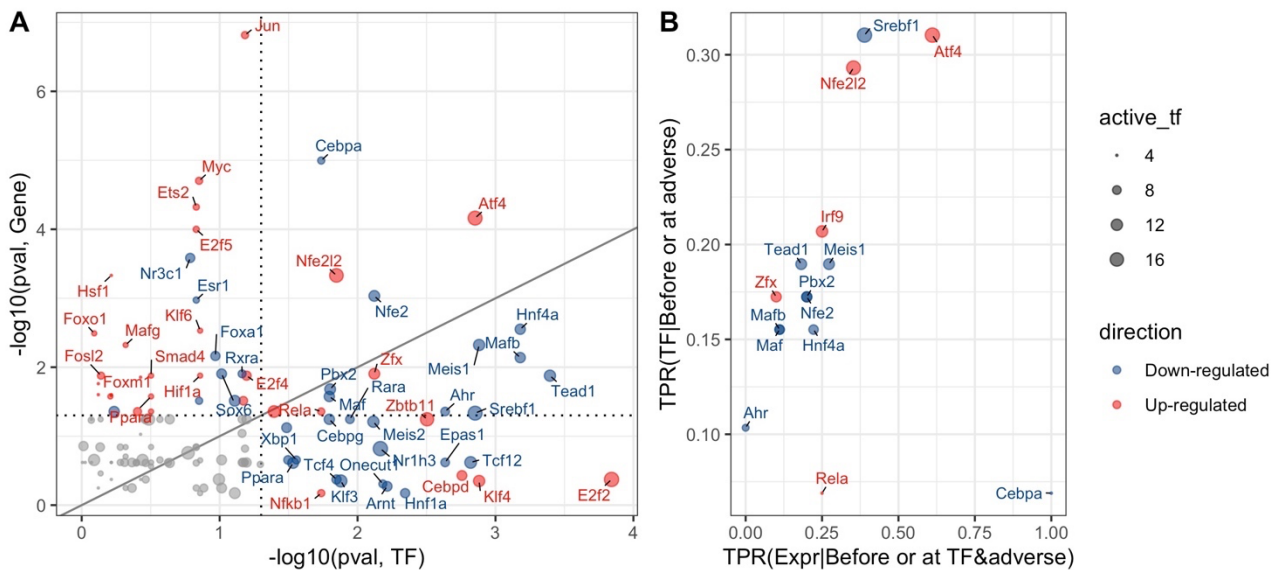 A
B
Jun
Cebpa
Myc
Ets2
E2f5
Atf4
Nr3c1
Nfe2l2
Hsf1
Esr1
Nfe2
Foxo1
Klf6
Hnf4a
Mafg
Foxa1
Mafb
Fosl2
Smad4
Rxra
Zfx
Meis1
Foxm1
Pbx2
Rara
Tead1
Hif1a
E2f4
Ahr
Ppara
Sox6
Rela
Maf
Zbtb11
Srebf1
Xbp1
Cebpg
Meis2
Epas1
Ppara
Tcf4
Onecut1
Nr1h3
Tcf12
Nfkb1
Klf3
Arnt
Hnf1a
Cebpd
Klf4
E2f2
6
4
2
0
0
1
2
3
4
-log10(pval, Gene)
-log10(pval, TF)
Srebf1
Atf4
Nfe2l2
Irf9
Tead1
Meis1
Zfx
Pbx2
Mafb
Nfe2
Maf
Hnf4a
Ahr
Rela
Cebpa
0.30
0.25
0.20
0.15
0.10
0.00
0.25
0.50
0.75
1.00
TPR(TF|Before or at adverse)
TPR(Expr|Before or at TF&adverse)
active_tf
4
8
12
16
direction
Down-regulated
Up-regulated